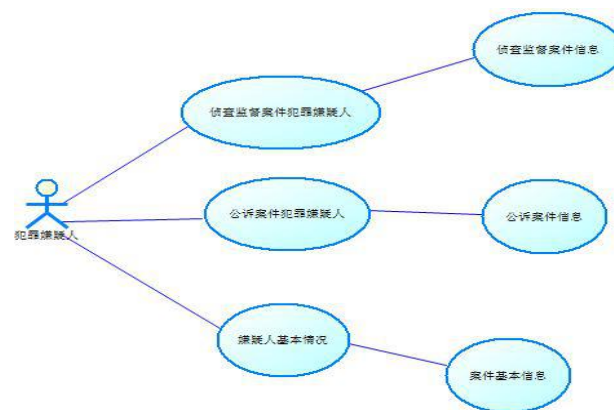 侦查监督案件信息
侦查监督案件犯罪嫌疑人
公诉案件犯罪嫌疑人
公诉案件信息
犯罪嫌疑人
嫌疑人基本情况
案件基本信息